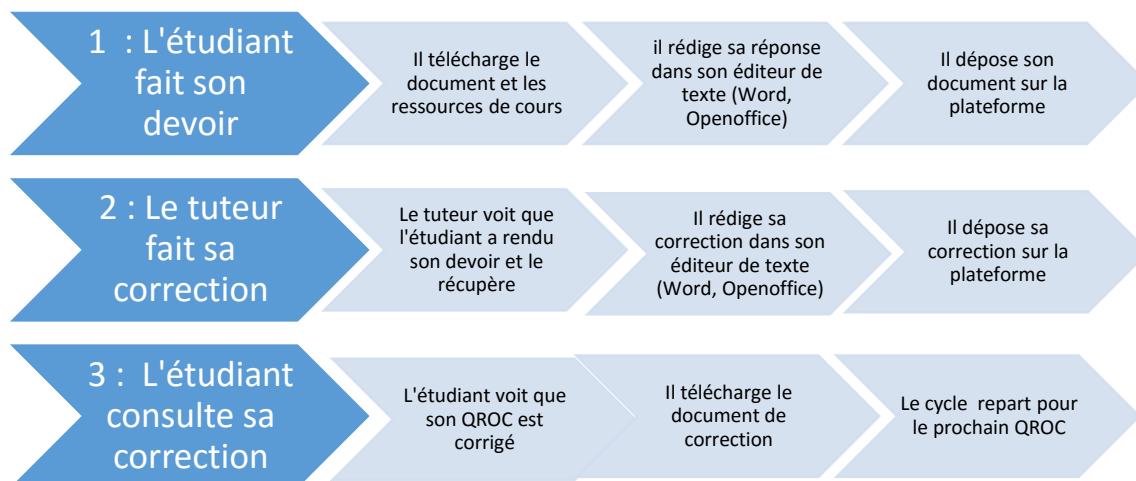 1 : L'étudiant
fait son
devoir
Il télécharge le
document et les
ressources de cours
il rédige sa réponse
dans son éditeur de
texte (Word,
Openoffice)
Il dépose son
document sur la
plateforme
2 : Le tuteur
fait sa
correction
Le tuteur voit que
l'étudiant a rendu
son devoir et le
récupère
Il rédige sa
correction dans son
éditeur de texte
(Word, Openoffice)
Il dépose sa
correction sur la
plateforme
3 : L'étudiant
consulte sa
correction
L'étudiant voit que
son QROC est
corrigé
Il télécharge le
document de
correction
Le cycle repart pour
le prochain QROC